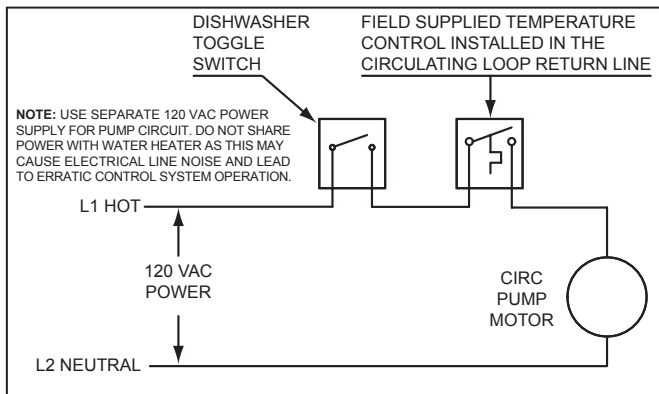 DISHWASHER
TOGGLE
SWITCH
FIELD SUPPLIED TEMPERATURE
CONTROL INSTALLED IN THE
CIRCULATING LOOP RETURN LINE
NOTE: USE SEPARATE 120 VAC POWER
SUPPLY FOR PUMP CIRCUIT. DO NOT SHARE
POWER WITH WATER HEATER AS THIS MAY
CAUSE ELECTRICAL LINE NOISE AND LEAD
TO ERRATIC CONTROL SYSTEM OPERATION.
L1 HOT
120 VAC
POWER
CIRC
PUMP
MOTOR
L2 NEUTRAL